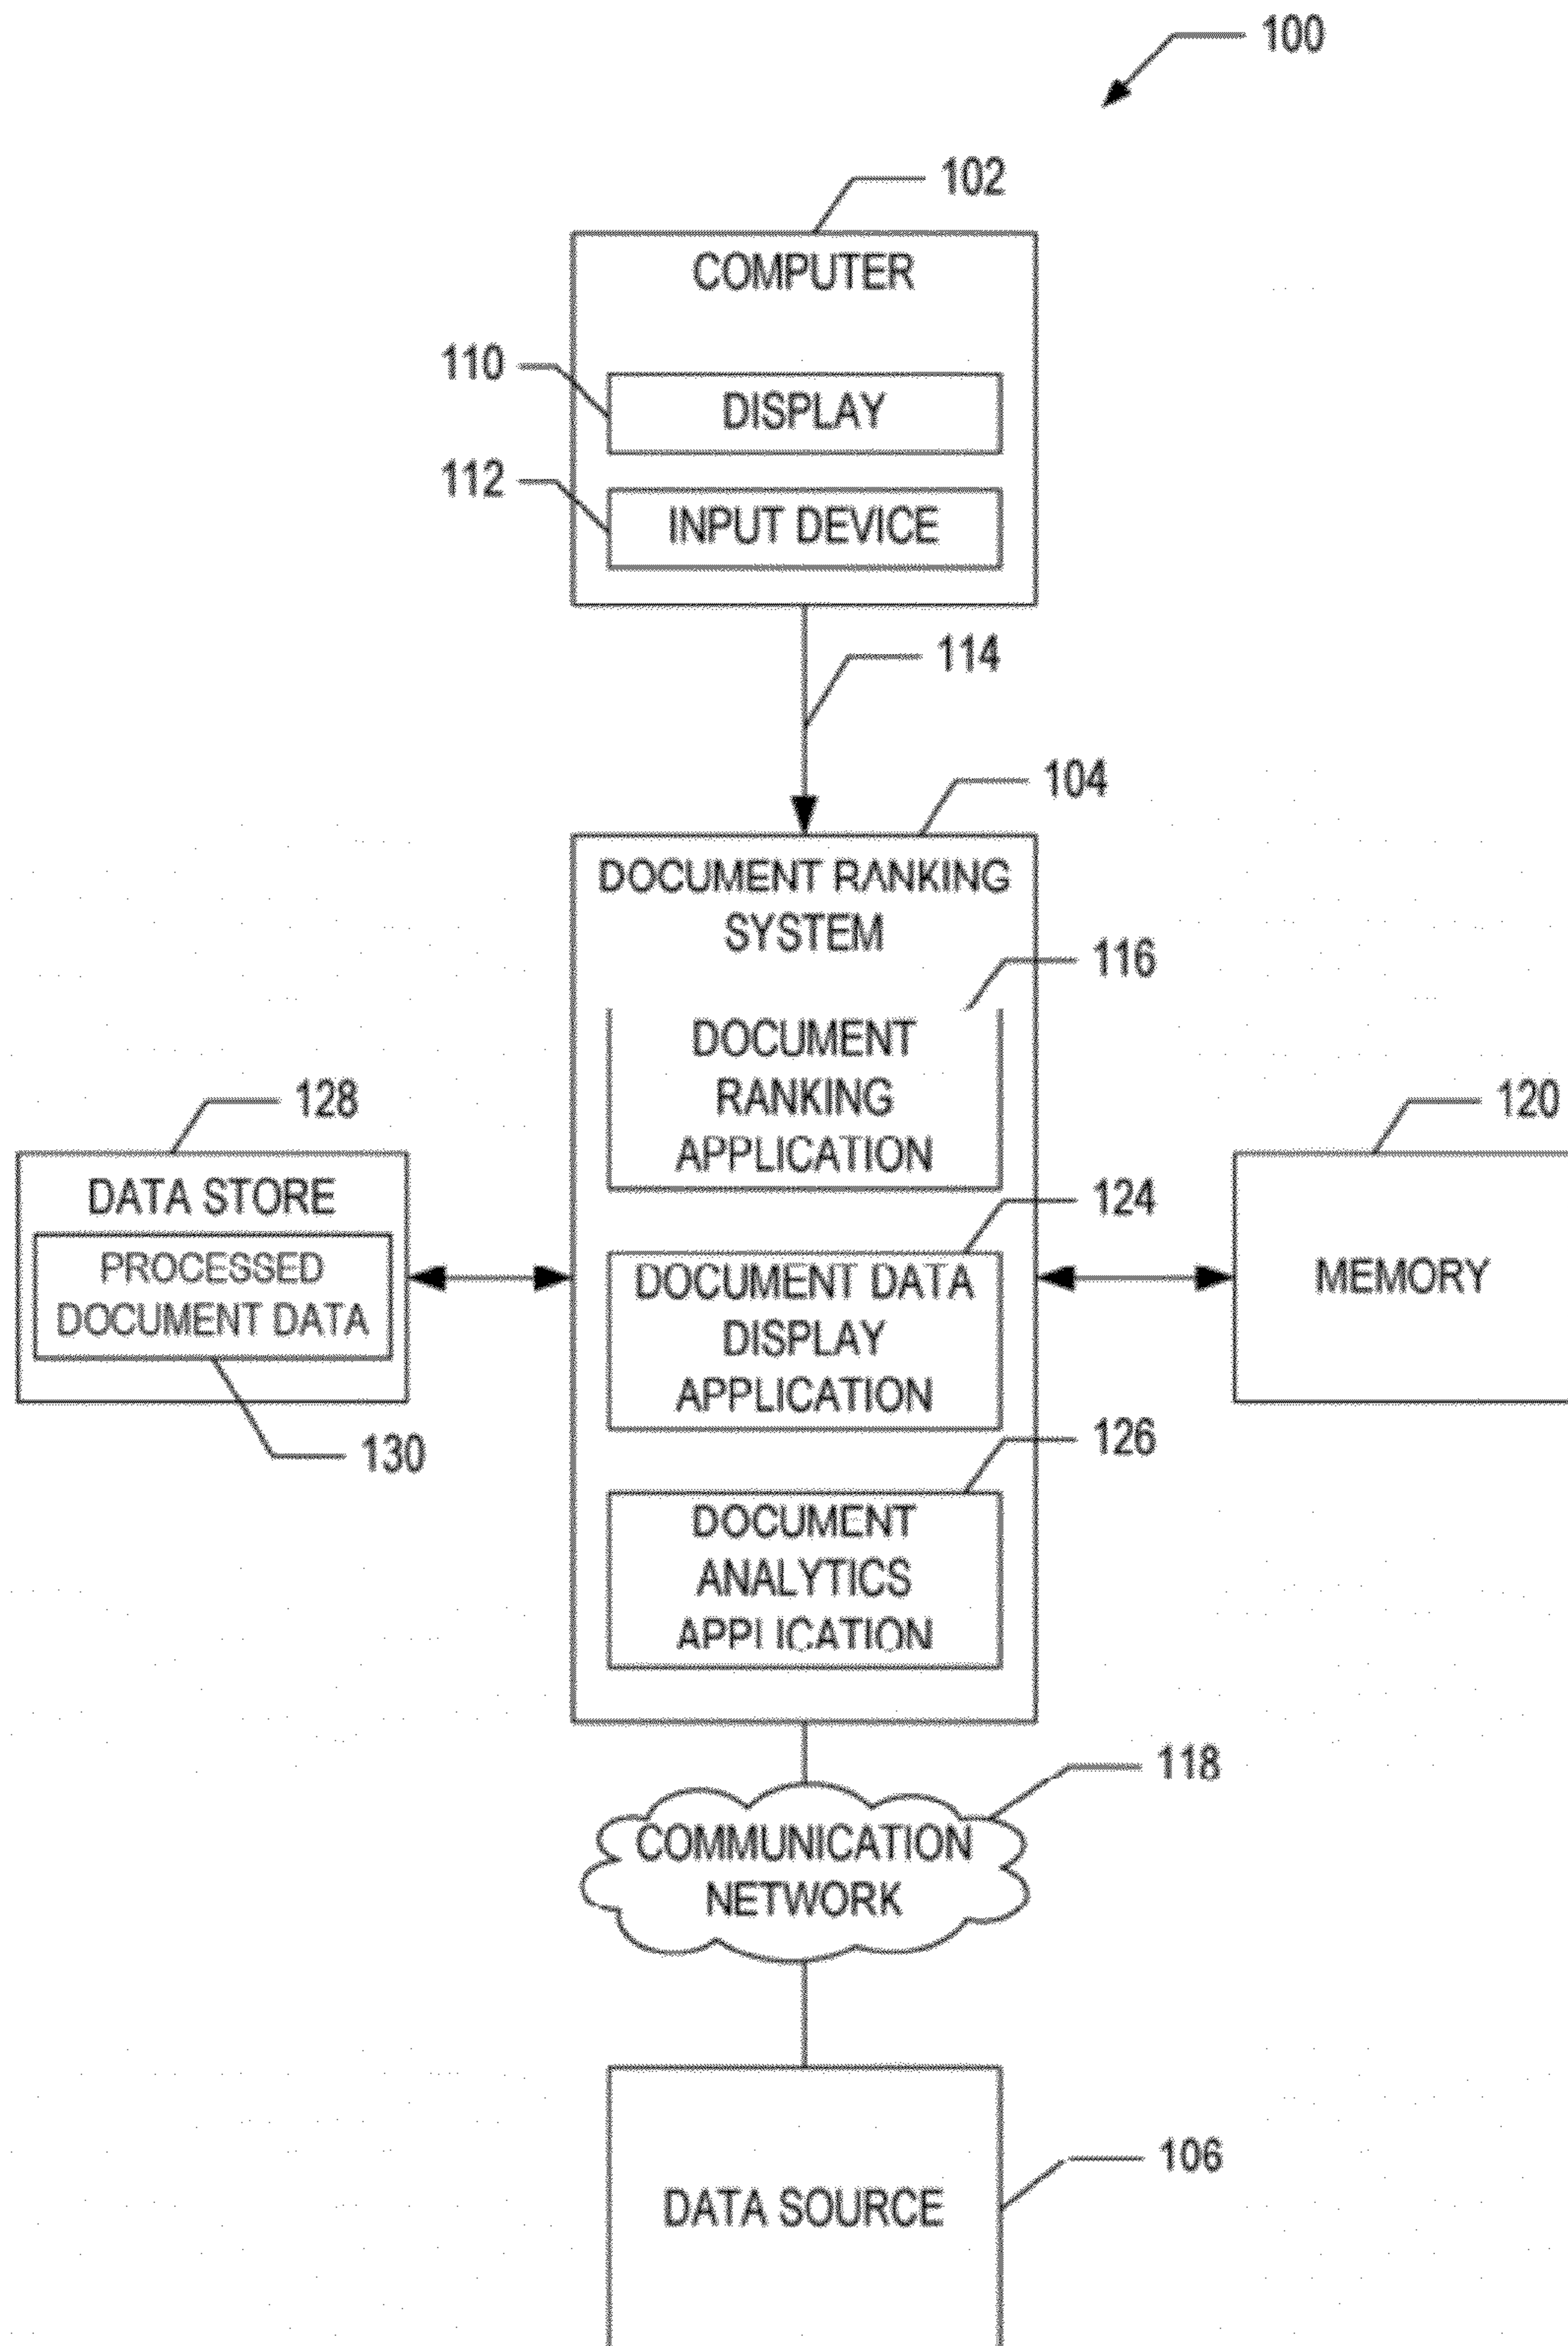 100
102
COMPUTER
110
DISPLAY
112
INPUT DEVICE
114
104
DOCUMENT RANKING
SYSTEM
116
DOCUMENT
RANKING
APPLICATION
128
DATA STORE
PROCESSED
DOCUMENT DATA
130
120
MEMORY
124
DOCUMENT DATA
DISPLAY
APPLICATION
126
DOCUMENT
ANALYTICS
APPLICATION
118
COMMUNICATION
NETWORK
106
DATA SOURCE